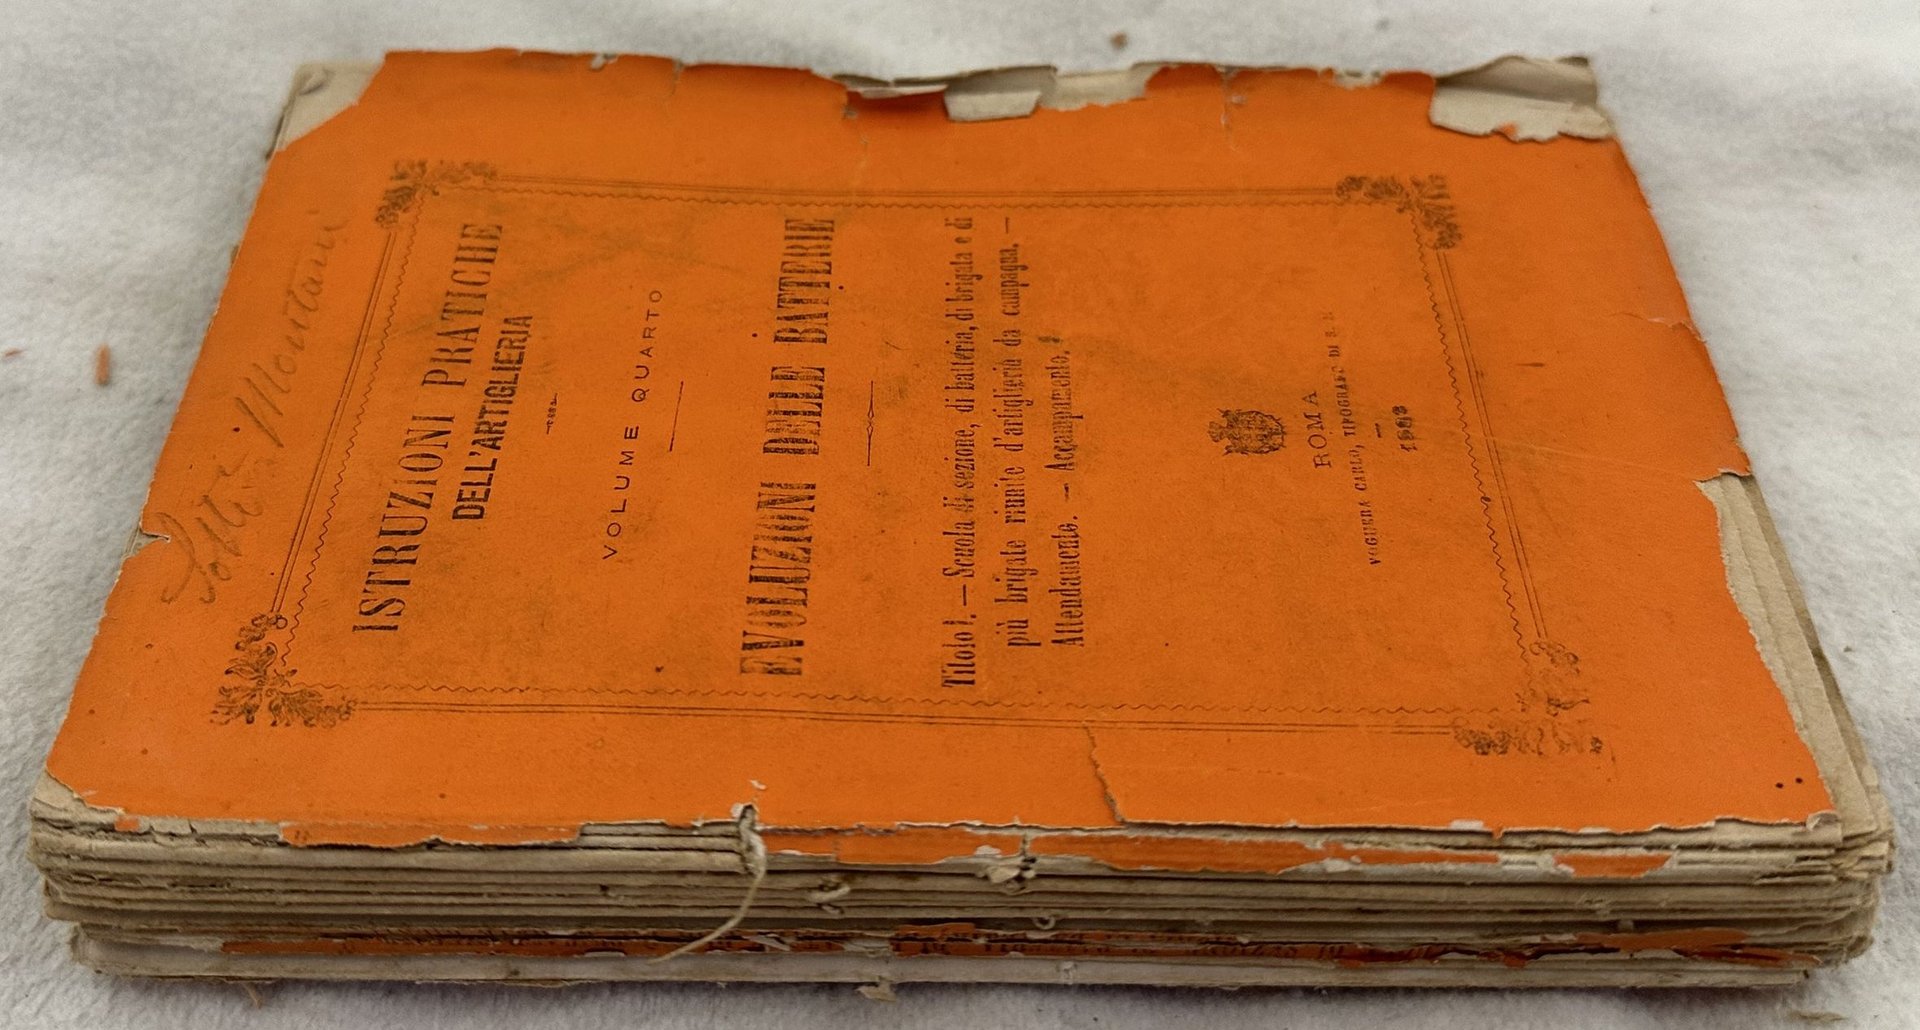 Montani
ISTRUZIONI PRATICHE
DELL'ARTIGLIERIA
VOLUME QUARTO
EVOLUZIONI DELLE BATTERIE
Titolo I. — Scuola di sezione, di batteria, di brigata e di
più brigate riunite d'artiglieria da campagna. —
Attendamento. — Accampamento.
ROMA
VOGHERA CARLO, TIPOGRAFO DI S. M.